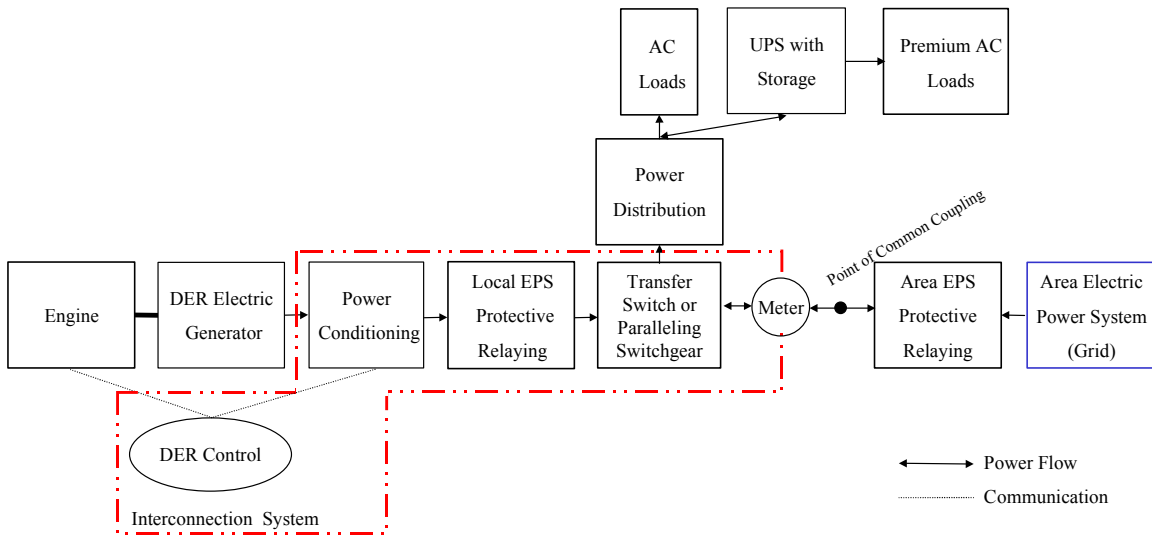 AC
Loads
UPS with
Storage
Premium AC
Loads
Power
Distribution
Point of Common Coupling
Engine
DER Electric
Generator
Power
Conditioning
Local EPS
Protective
Relaying
Transfer
Switch or
Paralleling
Switchgear
Meter
Area EPS
Protective
Relaying
Area Electric
Power System
(Grid)
DER Control
Interconnection System
Power Flow
Communication